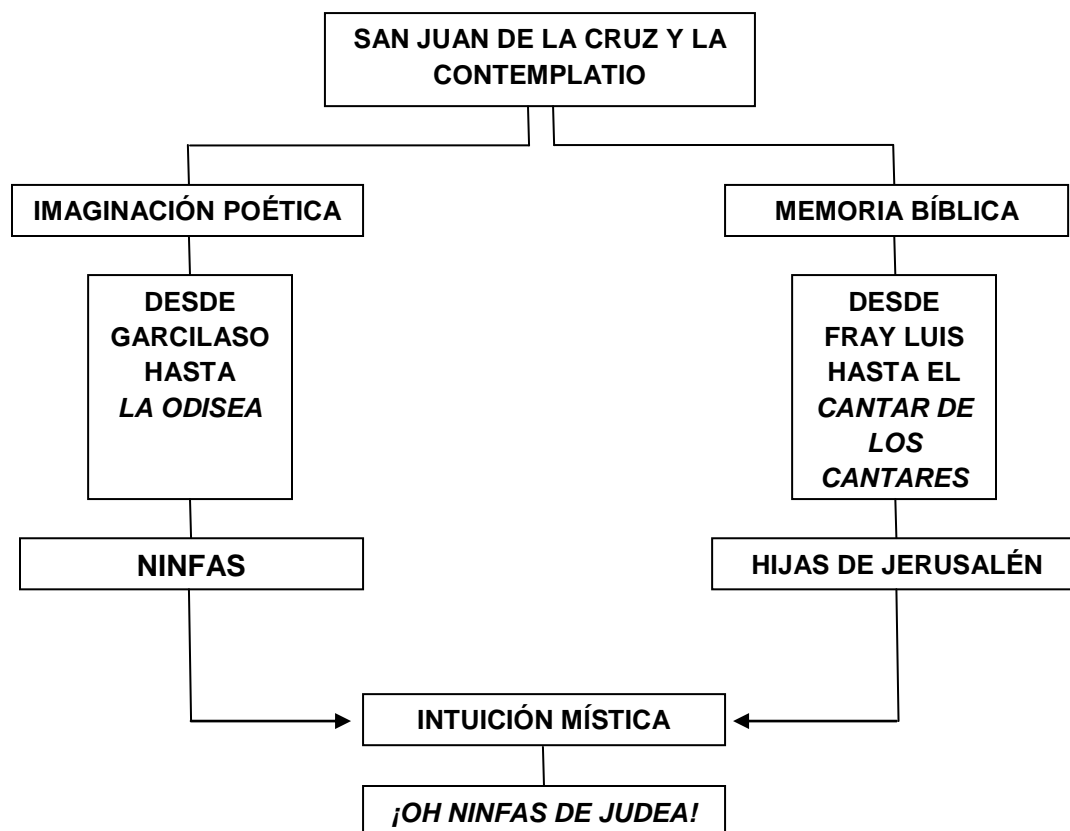 SAN JUAN DE LA CRUZ Y LA
CONTEMPLATIO
IMAGINACIÓN POÉTICA
MEMORIA BÍBLICA
DESDE
GARCILASO
HASTA
LA ODISEA
DESDE
FRAY LUIS
HASTA EL
CANTAR DE
LOS
CANTARES
NINFAS
HIJAS DE JERUSALÉN
INTUICIÓN MÍSTICA
¡OH NINFAS DE JUDEA!